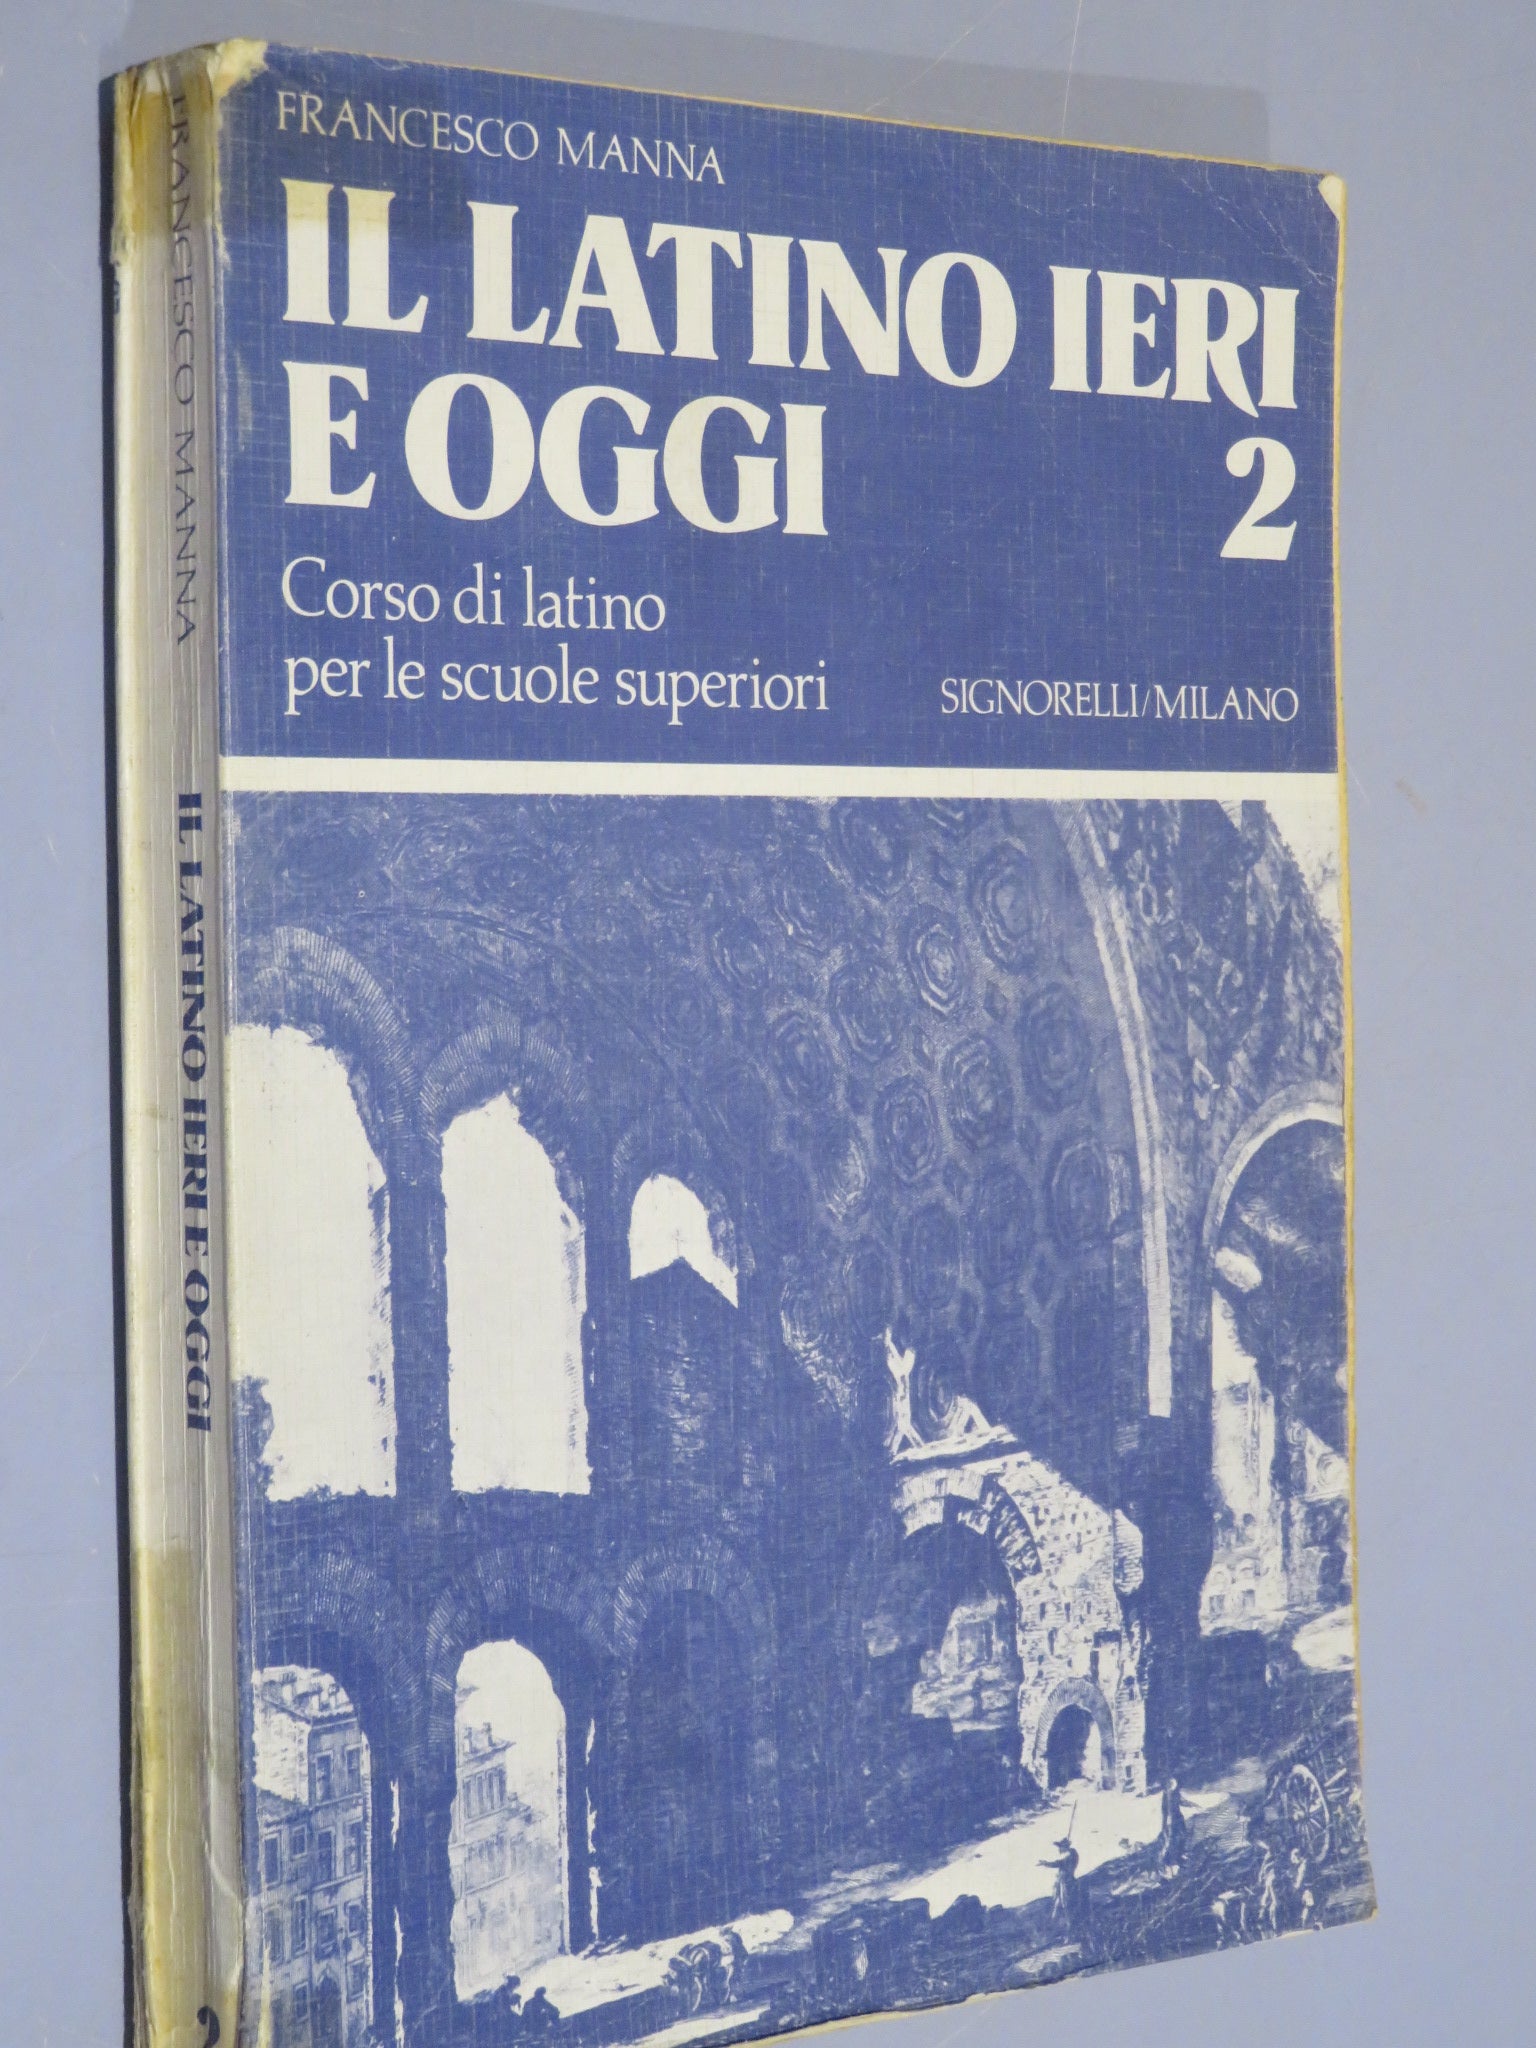 FRANCESCO MANNA
IL LATINO IERI
E OGGI 2
Corso di latino
per le scuole superiori
SIGNORELLI/MILANO
FRANCESCO MANNA
IL LATINO IERI E OGGI